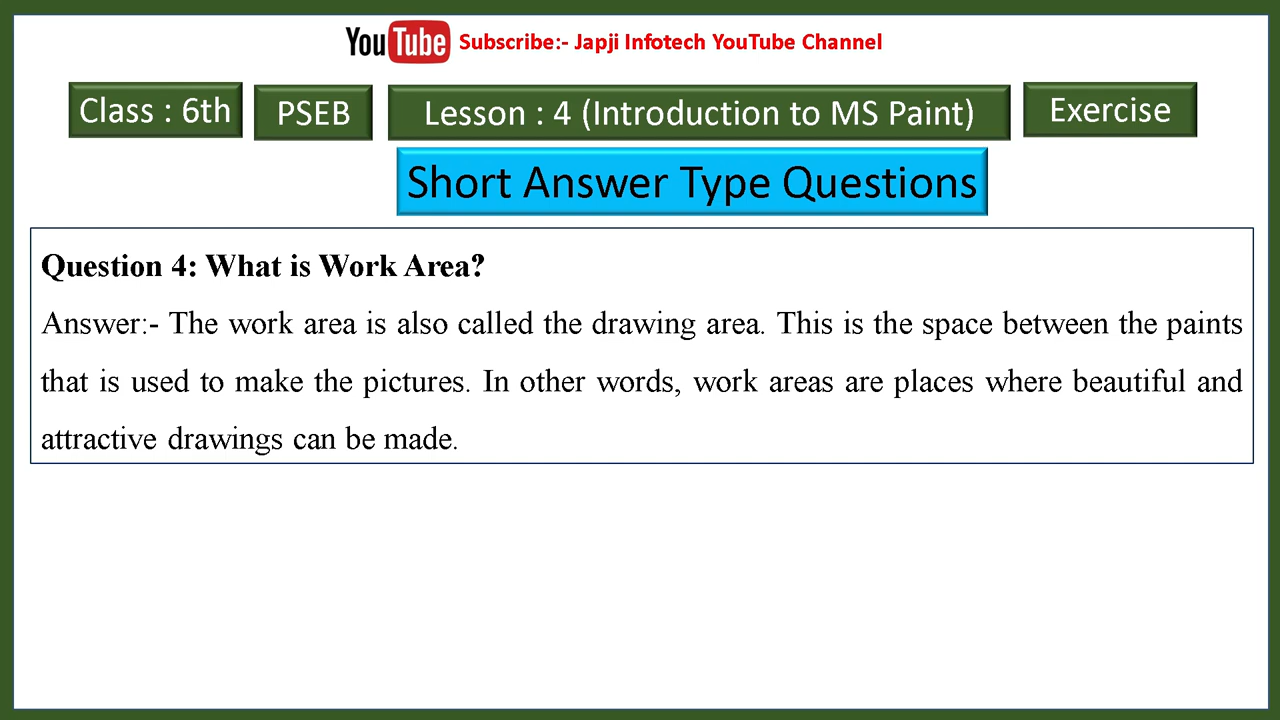 YouTube Subscribe:- Japji Infotech YouTube Channel
Class : 6th PSEB Lesson : 4 (Introduction to MS Paint) Exercise
Short Answer Type Questions
Question 4: What is Work Area?
Answer:- The work area is also called the drawing area. This is the space between the paints
that is used to make the pictures. In other words, work areas are places where beautiful and
attractive drawings can be made.